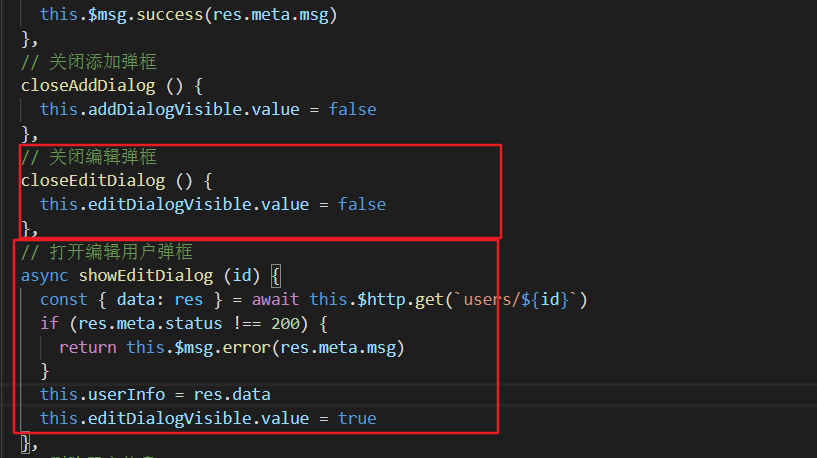 this.$msg.success(res.meta.msg)
},
// 关闭添加弹框
closeAddDialog () {
this.addDialogVisible.value = false
},
// 关闭编辑弹框
closeEditDialog () {
this.editDialogVisible.value = false
},
// 打开编辑用户弹框
async showEditDialog (id) {
const { data: res } = await this.$http.get(`users/${id}`)
if (res.meta.status !== 200) {
return this.$msg.error(res.meta.msg)
}
this.userInfo = res.data
this.editDialogVisible.value = true
},